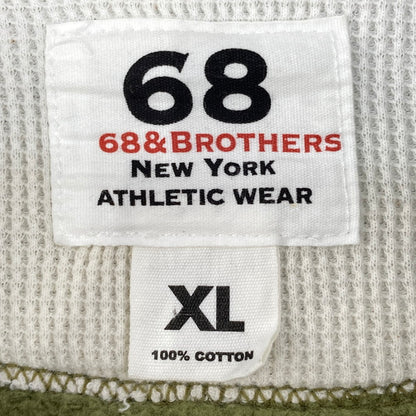 68
68&BROTHERS
NEW YORK
ATHLETIC WEAR
XL
100% COTTON